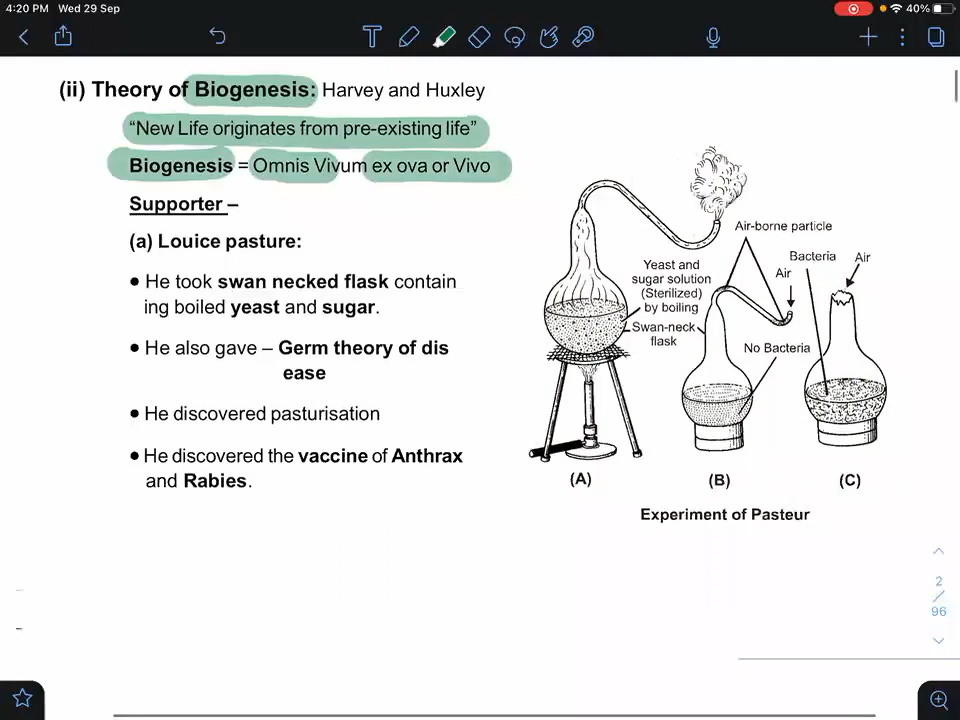 4:20 PM Wed 29 Sep
40%
(ii) Theory of Biogenesis: Harvey and Huxley
“New Life originates from pre-existing life”
Biogenesis = Omnis Vivum ex ova or Vivo
Supporter –
(a) Louice pasture:
• He took swan necked flask contain
ing boiled yeast and sugar.
• He also gave – Germ theory of dis
ease
• He discovered pasturisation
• He discovered the vaccine of Anthrax
and Rabies.
Air-borne particle
Bacteria
Air
Air
Yeast and
sugar solution
(Sterilized)
by boiling
Swan-neck
flask
No Bacteria
(A)
(B)
(C)
Experiment of Pasteur
2
/
96